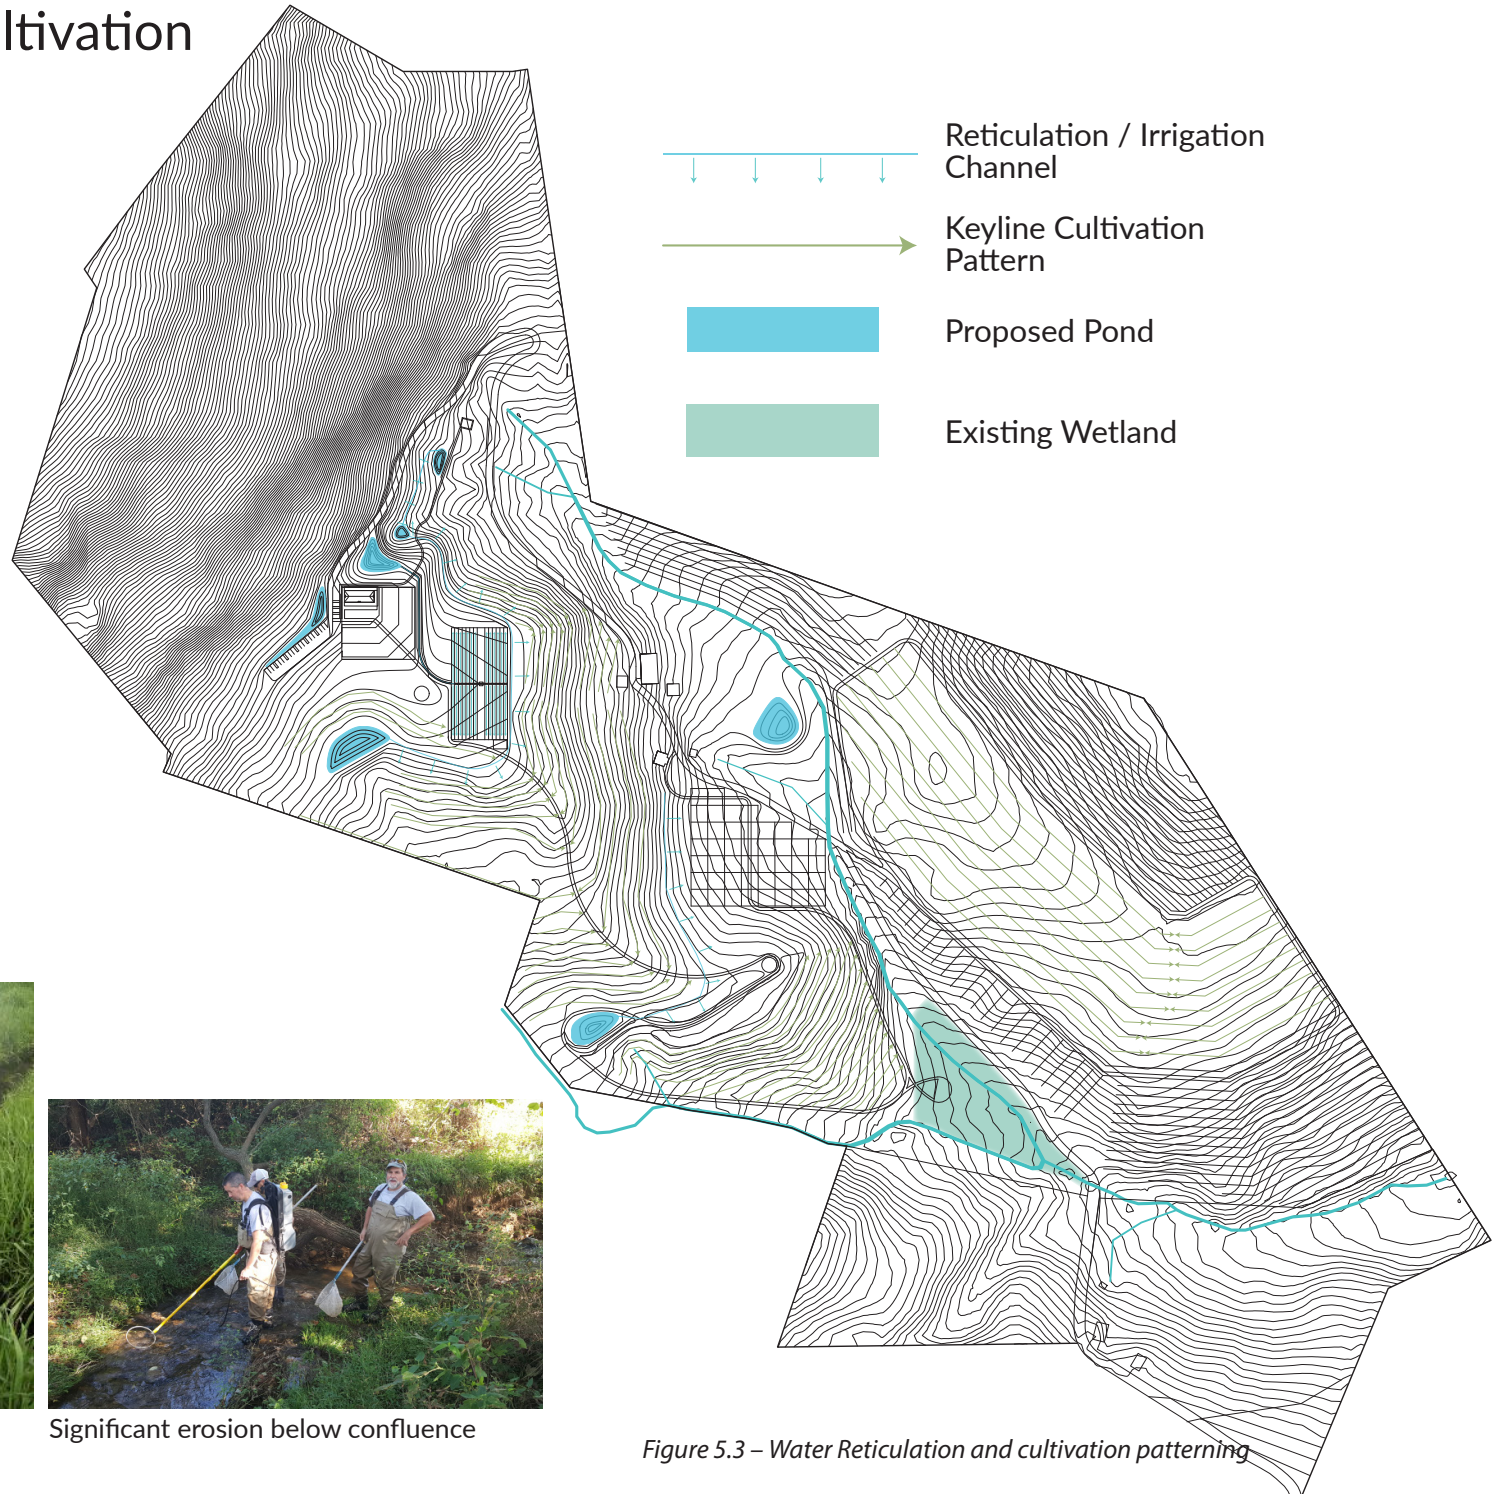 ltivation
Reticulation / Irrigation
Channel
Keyline Cultivation
Pattern
Proposed Pond
Existing Wetland
Significant erosion below confluence
Figure 5.3 – Water Reticulation and cultivation patterning